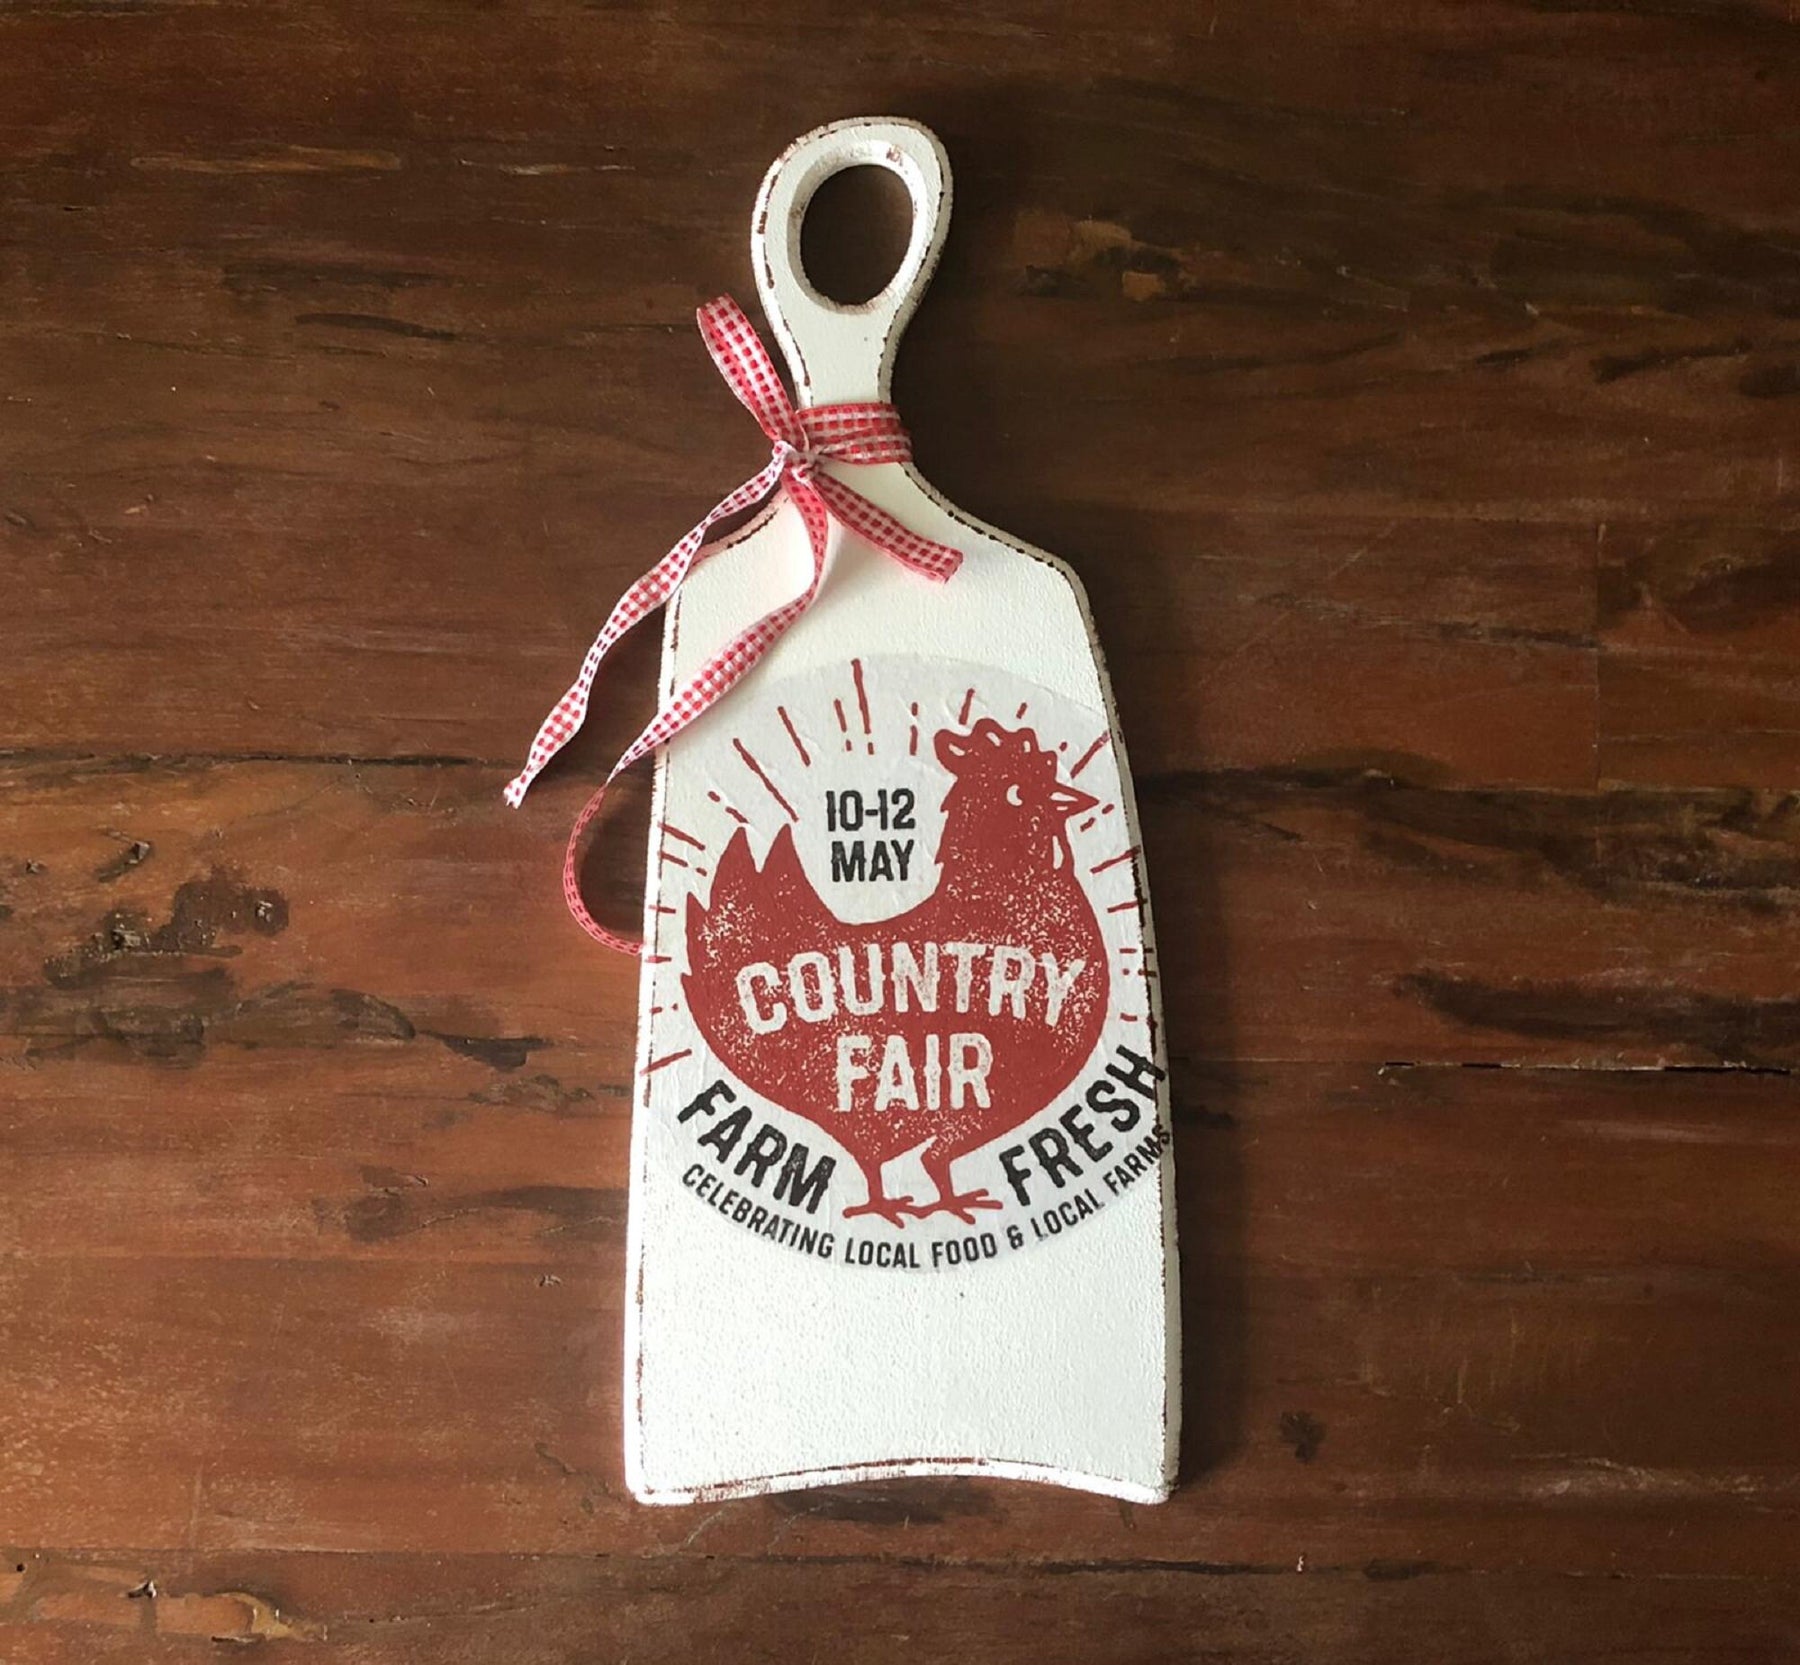 10-12
MAY
COUNTRY
FAIR
FARM FRESH
CELEBRATING LOCAL FOOD & LOCAL FARMS